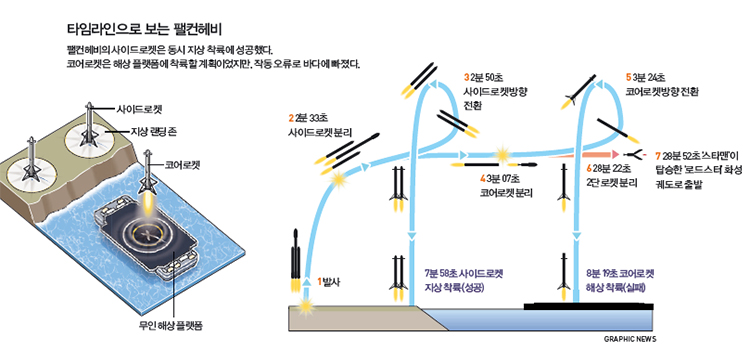 타임라인으로 보는 팰컨헤비
팰컨헤비의 사이드로켓은 동시 지상 착륙에 성공했다.
코어로켓은 해상 플랫폼에 착륙할 계획이었지만, 작동 오류로 바다에 빠졌다.
사이드로켓
지상 랜딩 존
코어로켓
무인 해상 플랫폼
1 발사
2 2분 33초
사이드로켓 분리
3 2분 50초
사이드로켓방향
전환
4 3분 07초
코어로켓 분리
5 3분 24초
코어로켓방향 전환
6 28분 22초
2단 로켓 분리
7 28분 52초 '스타맨'이
탑승한 '로드스터' 화성
궤도로 출발
7분 58초 사이드로켓
지상 착륙(성공)
8분 19초 코어로켓
해상 착륙(실패)
GRAPHIC NEWS